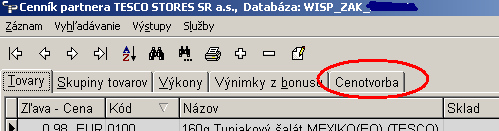 Cenník partnera TESCO STORES SR a.s., Databáza: WISP_ZAK_
Záznam Vyhľadávanie Výstupy Služby
Tovary Skupiny tovarov Výkony Výnimky z bonusu Cenotvorba
Zľava - Cena Kód Názov Sklad
0.98 EUR 0100 160g Tuniakový šalát MEXIKO(EO) (TESCO)